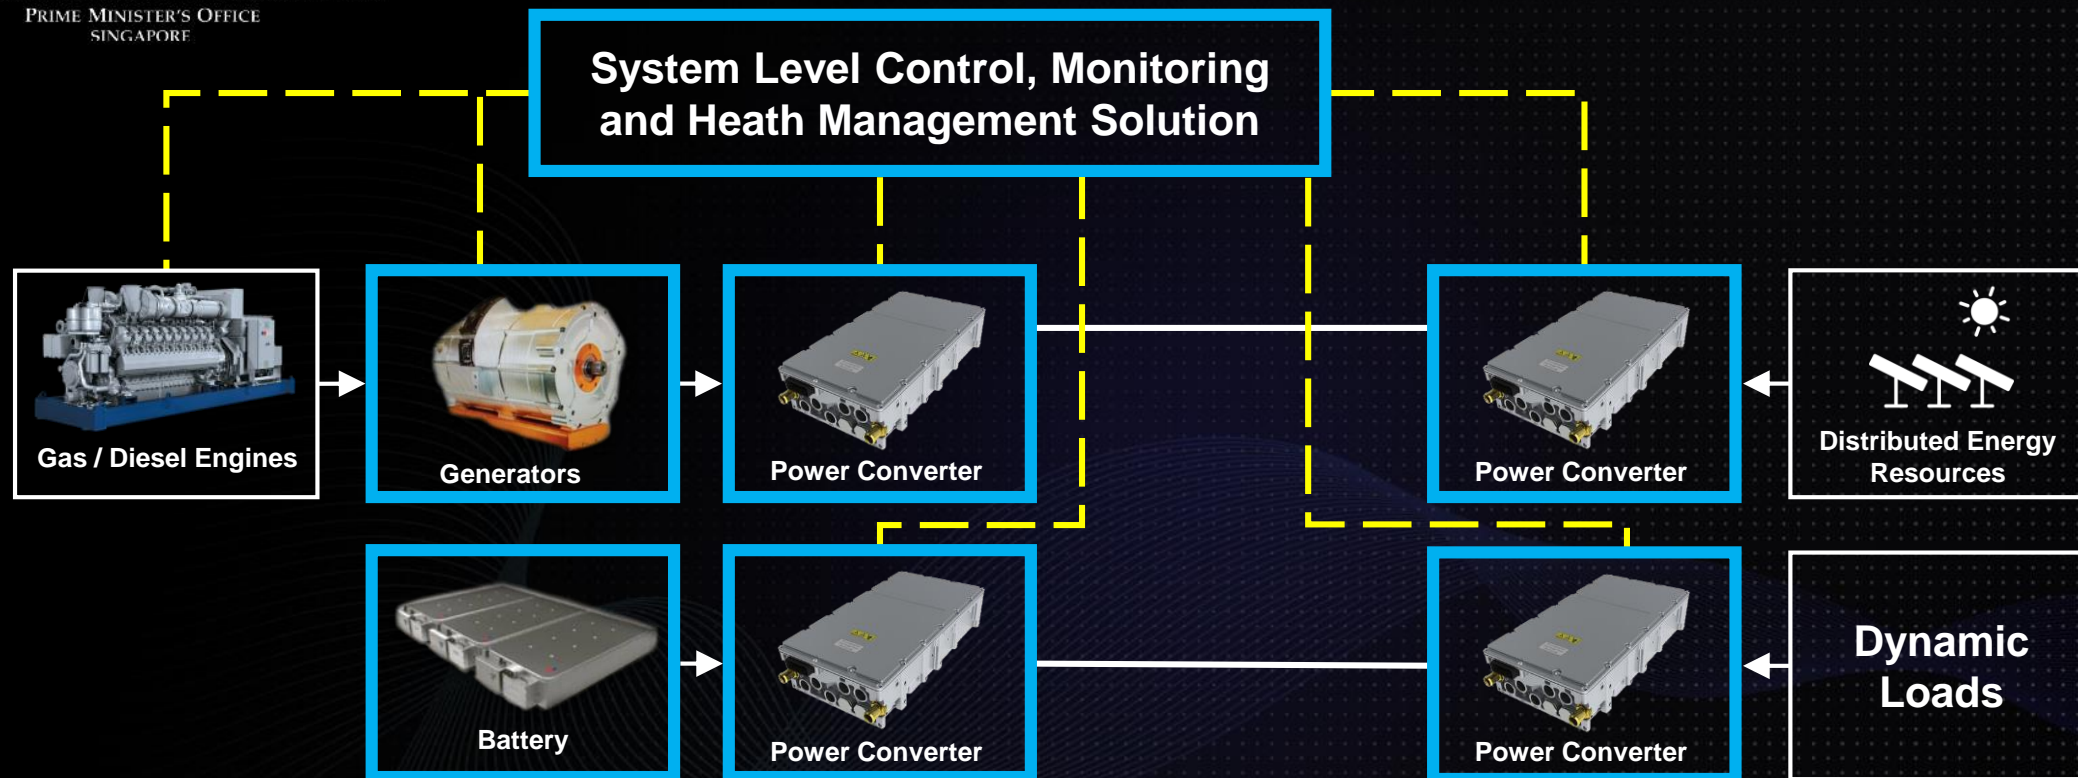 PRIME MINISTER'S OFFICE
SINGAPORE
System Level Control, Monitoring
and Heath Management Solution
Gas / Diesel Engines
Generators
Power Converter
Power Converter
Distributed Energy
Resources
Battery
Power Converter
Power Converter
Dynamic
Loads